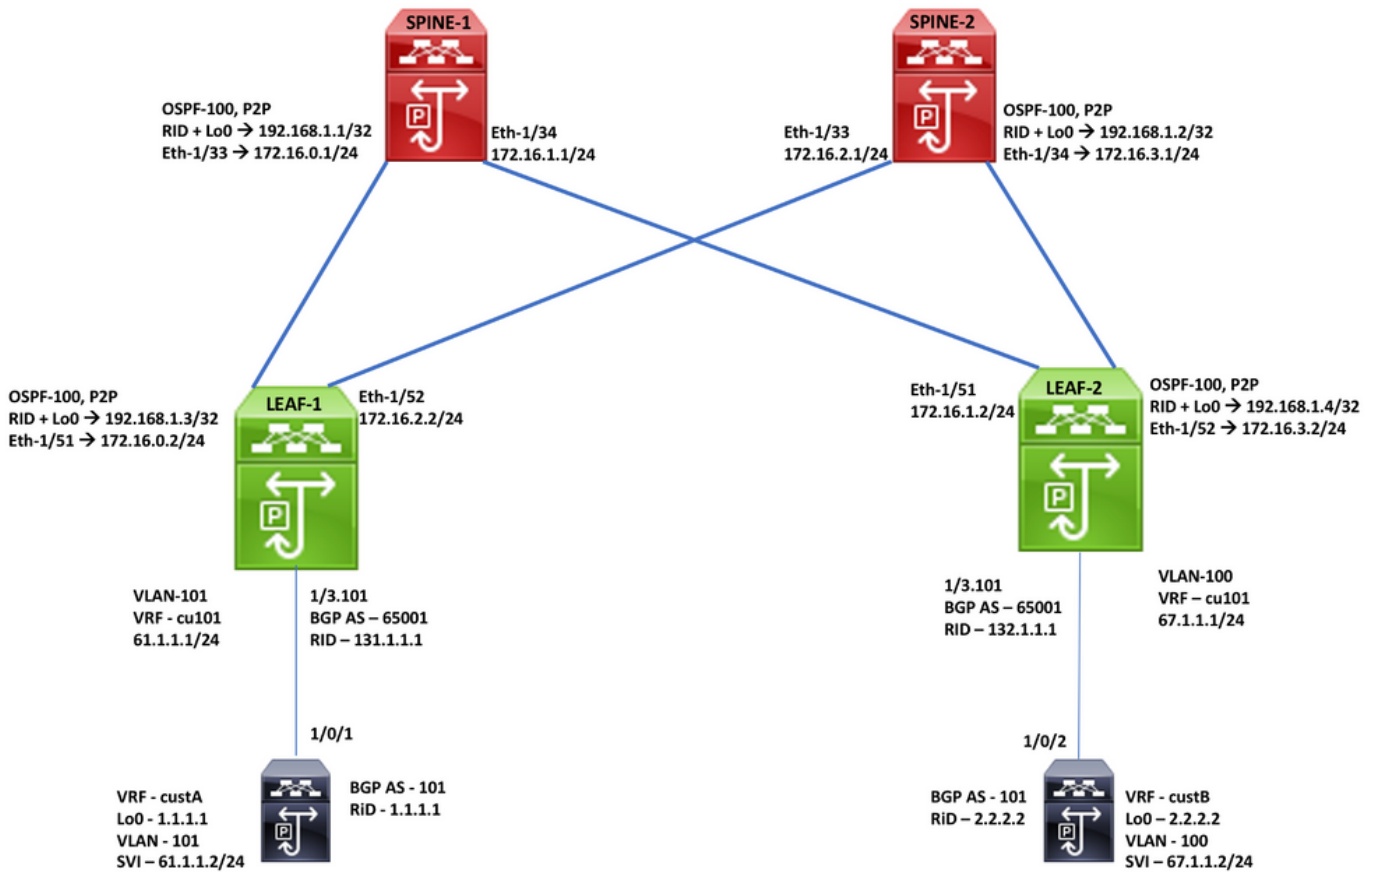 SPINE-1
SPINE-2
OSPF-100, P2P
RID + Lo0 → 192.168.1.1/32
Eth-1/33 → 172.16.0.1/24
P
Eth-1/34
172.16.1.1/24
Eth-1/33
172.16.2.1/24
P
OSPF-100, P2P
RID + Lo0 → 192.168.1.2/32
Eth-1/34 → 172.16.3.1/24
OSPF-100, P2P
RID + Lo0 → 192.168.1.3/32
Eth-1/51 → 172.16.0.2/24
LEAF-1
P
Eth-1/52
172.16.2.2/24
Eth-1/51
172.16.1.2/24
LEAF-2
P
OSPF-100, P2P
RID + Lo0 → 192.168.1.4/32
Eth-1/52 → 172.16.3.2/24
VLAN-101
VRF - cu101
61.1.1.1/24
1/3.101
BGP AS – 65001
RID – 131.1.1.1
1/3.101
BGP AS – 65001
RID – 132.1.1.1
VLAN-100
VRF – cu101
67.1.1.1/24
1/0/1
1/0/2
VRF - custA
Lo0 - 1.1.1.1
VLAN - 101
SVI – 61.1.1.2/24
P
BGP AS - 101
RiD - 1.1.1.1
BGP AS - 101
RiD – 2.2.2.2
P
VRF - custB
Lo0 – 2.2.2.2
VLAN - 100
SVI – 67.1.1.2/24